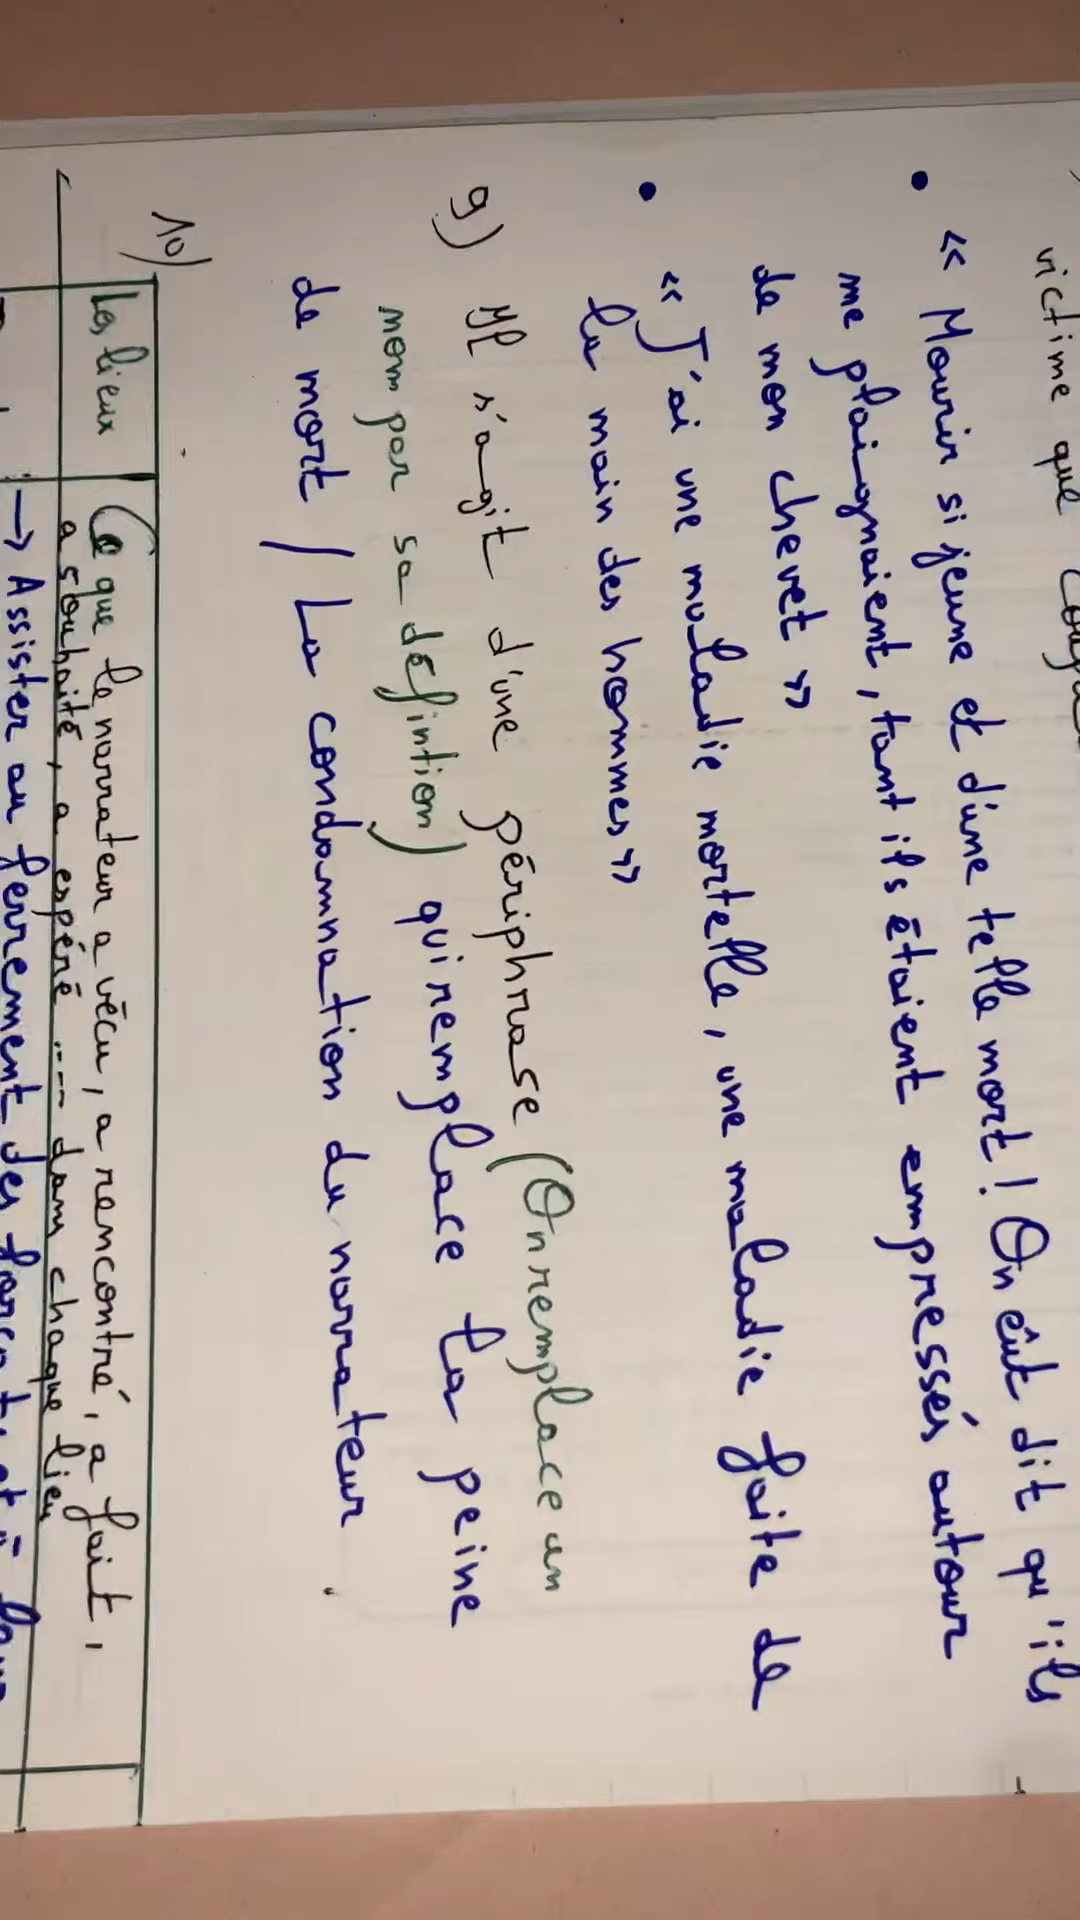 victime que
• « Mourir si jeune et d'une telle mort ! On eût dit qu'ils
me plaignaient, tant ils étaient empressés autour
de mon chevet »
• « J'ai une maladie mortelle, une maladie faite de
la main des hommes »
9) Il s'agit d'une périphrase (On remplace un
nom par sa défintion) qui remplace la peine
de mort / La condamnation du narrateur.
10)
Les lieux
Ce que le narrateur a vécu, a rencontré, a fait,
a souhaité, a espéré .... dans chaque lieu
→ Assister au ferrement des forçats et à